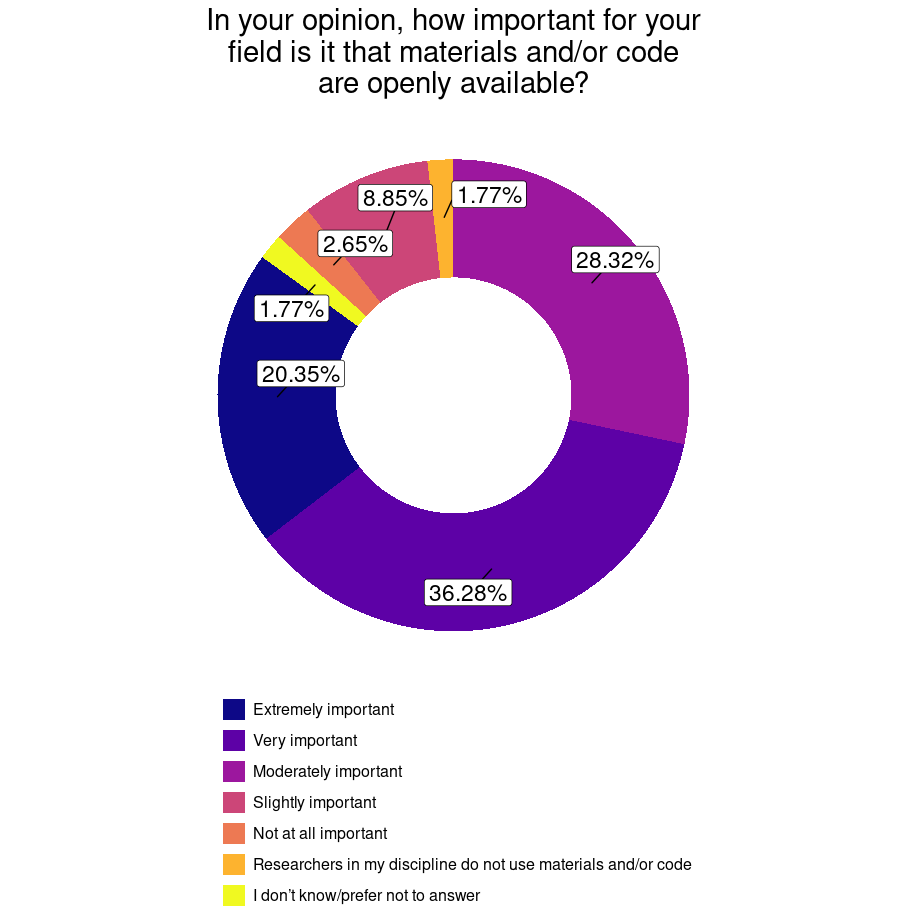 In your opinion, how important for your
field is it that materials and/or code
are openly available?
8.85%
1.77%
2.65%
28.32%
1.77%
20.35%
36.28%
Extremely important
Very important
Moderately important
Slightly important
Not at all important
Researchers in my discipline do not use materials and/or code
I don't know/prefer not to answer